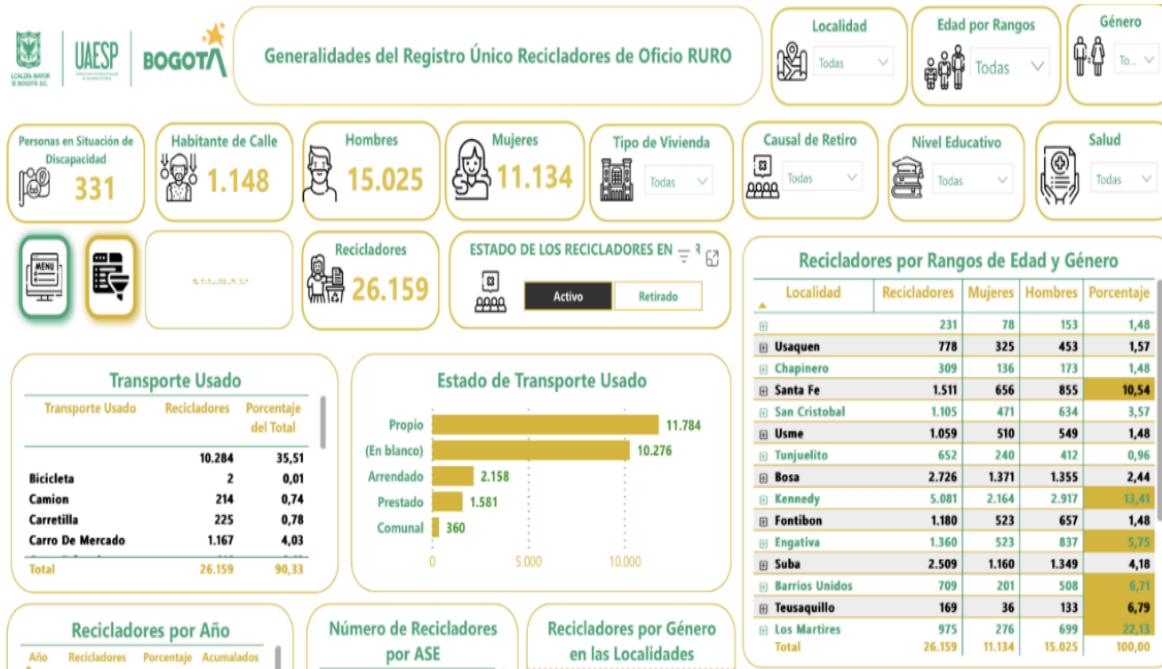 ALCALDÍA MAYOR
DE BOGOTÁ D.C.
UAESP
BOGOTÁ
Generalidades del Registro Único Recicladores de Oficio RURO
Localidad
Todas
Edad por Rangos
Todas
Género
To...
Personas en Situación de
Discapacidad
331
Habitante de Calle
1.148
Hombres
15.025
Mujeres
11.134
Tipo de Vivienda
Todas
Causal de Retiro
Todas
Nivel Educativo
Todas
Salud
Todas
MENU
Recicladores
26.159
ESTADO DE LOS RECICLADORES EN
Activo Retirado
Transporte Usado
Transporte Usado Recicladores Porcentaje
del Total
10.284 35,51
Bicicleta 2 0,01
Camion 214 0,74
Carretilla 225 0,78
Carro De Mercado 1.167 4,03
Total 26.159 90,33
Estado de Transporte Usado
Propio 11.784
(En blanco) 10.276
Arrendado 2.158
Prestado 1.581
Comunal 360
0 5.000 10.000
Recicladores por Rangos de Edad y Género
Localidad Recicladores Mujeres Hombres Porcentaje
231 78 153 1,48
Usaquen 778 325 453 1,57
Chapinero 309 136 173 1,48
Santa Fe 1.511 656 855 10,54
San Cristobal 1.105 471 634 3,57
Usme 1.059 510 549 1,48
Tunjuelito 652 240 412 0,96
Bosa 2.726 1.371 1.355 2,44
Kennedy 5.081 2.164 2.917 13,41
Fontibon 1.180 523 657 1,48
Engativa 1.360 523 837 5,75
Suba 2.509 1.160 1.349 4,18
Barrios Unidos 709 201 508 6,71
Teusaquillo 169 36 133 6,79
Los Martires 975 276 699 22,13
Total 26.159 11.134 15.025 100,00
Recicladores por Año
Año Recicladores Porcentaje Acumulados
Número de Recicladores
por ASE
Recicladores por Género
en las Localidades